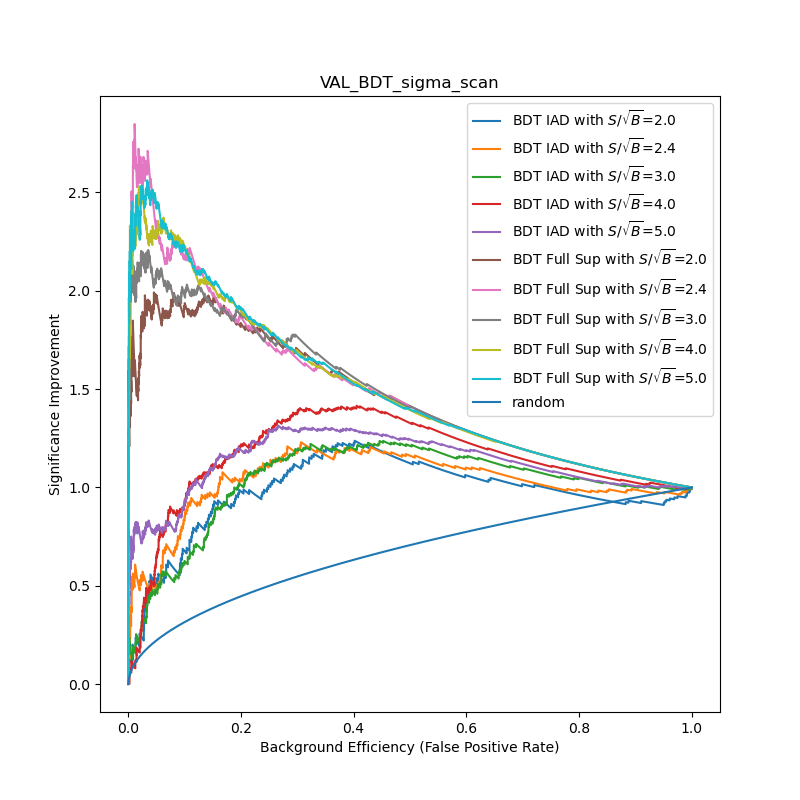 VAL_BDT_sigma_scan
BDT IAD with S/√B=2.0
BDT IAD with S/√B=2.4
BDT IAD with S/√B=3.0
BDT IAD with S/√B=4.0
BDT IAD with S/√B=5.0
BDT Full Sup with S/√B=2.0
BDT Full Sup with S/√B=2.4
BDT Full Sup with S/√B=3.0
BDT Full Sup with S/√B=4.0
BDT Full Sup with S/√B=5.0
random
Significance Improvement
2.5
2.0
1.5
1.0
0.5
0.0
0.0 0.2 0.4 0.6 0.8 1.0
Background Efficiency (False Positive Rate)